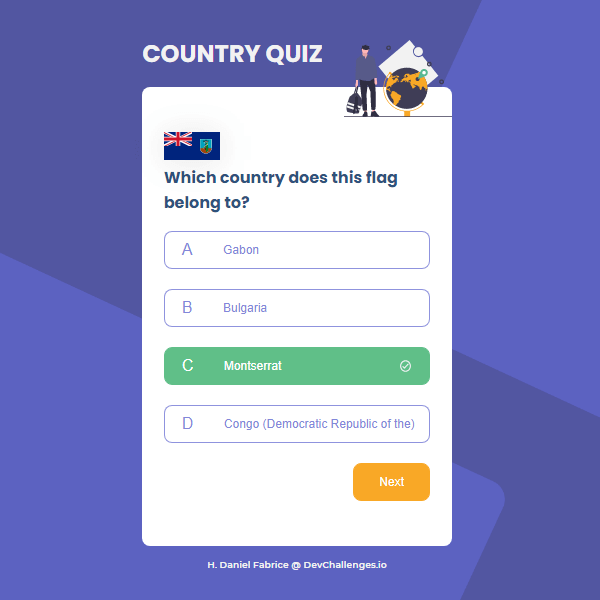 COUNTRY QUIZ
Which country does this flag
belong to?
A Gabon
B Bulgaria
C Montserrat
D Congo (Democratic Republic of the)
Next
H. Daniel Fabrice @ DevChallenges.io